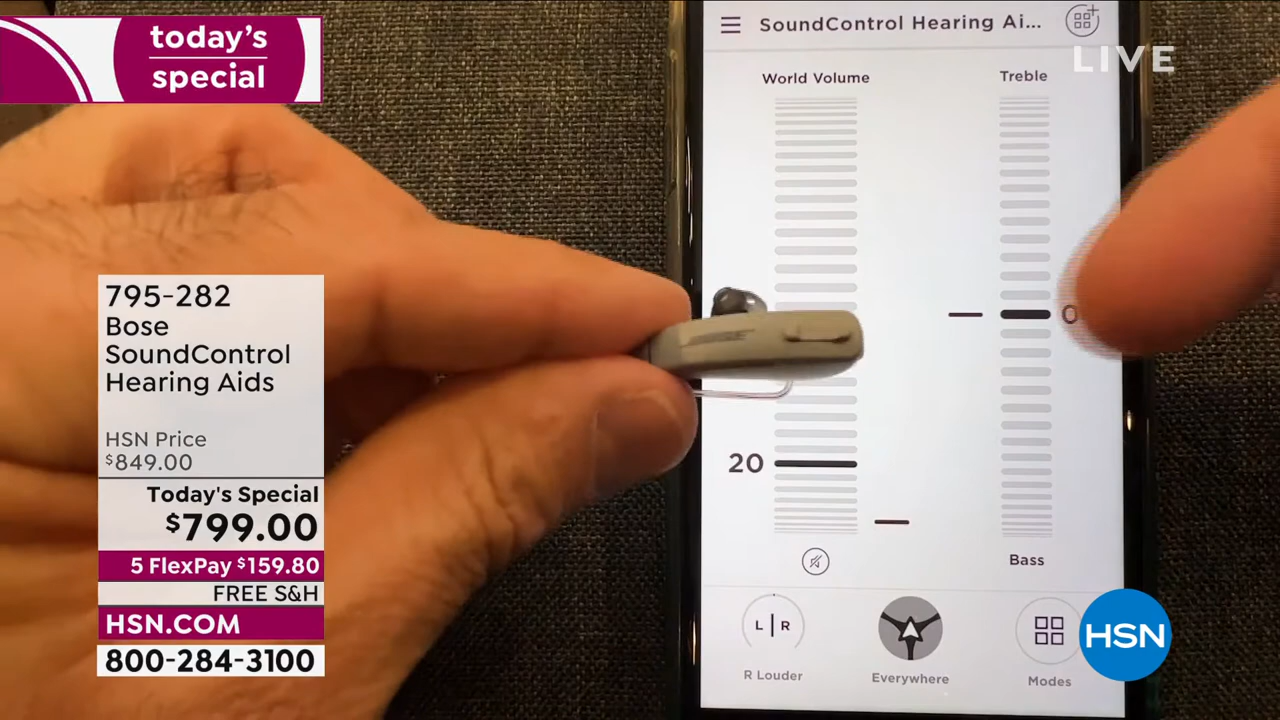 today's
special
795-282
Bose
SoundControl
Hearing Aids
HSN Price
$849.00
Today's Special
$799.00
5 FlexPay $159.80
FREE S&H
HSN.COM
800-284-3100
SoundControl Hearing Ai...
LIVE
World Volume
Treble
0
20
Bass
L R
R Louder
Everywhere
Modes
HSN